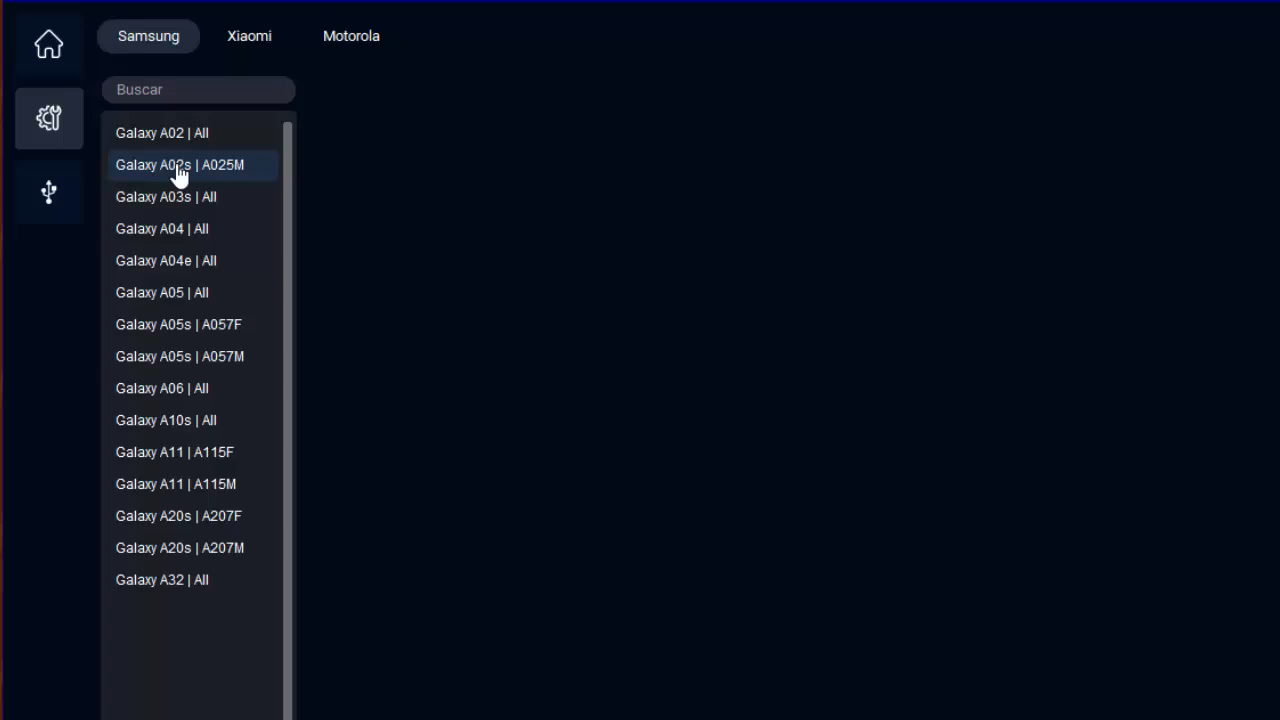 Samsung
Xiaomi
Motorola
Buscar
Galaxy A02 | All
Galaxy A02s | A025M
Galaxy A03s | All
Galaxy A04 | All
Galaxy A04e | All
Galaxy A05 | All
Galaxy A05s | A057F
Galaxy A05s | A057M
Galaxy A06 | All
Galaxy A10s | All
Galaxy A11 | A115F
Galaxy A11 | A115M
Galaxy A20s | A207F
Galaxy A20s | A207M
Galaxy A32 | All